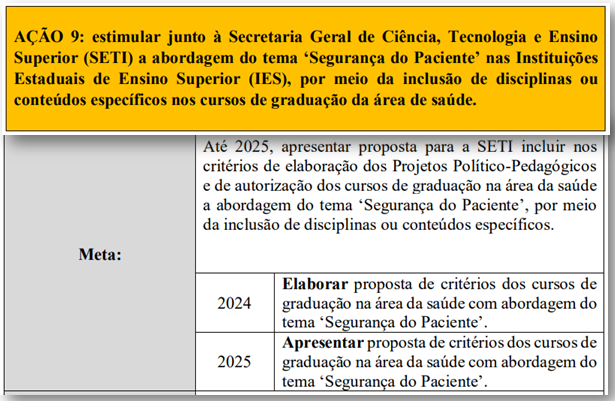 AÇÃO 9: estimular junto à Secretaria Geral de Ciência, Tecnologia e Ensino
Superior (SETI) a abordagem do tema ‘Segurança do Paciente’ nas Instituições
Estaduais de Ensino Superior (IES), por meio da inclusão de disciplinas ou
conteúdos específicos nos cursos de graduação da área de saúde.
Meta:
Até 2025, apresentar proposta para a SETI incluir nos
critérios de elaboração dos Projetos Político-Pedagógicos
e de autorização dos cursos de graduação na área da saúde
a abordagem do tema ‘Segurança do Paciente’, por meio
da inclusão de disciplinas ou conteúdos específicos.
2024
Elaborar proposta de critérios dos cursos de
graduação na área da saúde com abordagem do
tema ‘Segurança do Paciente’.
2025
Apresentar proposta de critérios dos cursos de
graduação na área da saúde com abordagem do
tema ‘Segurança do Paciente’.